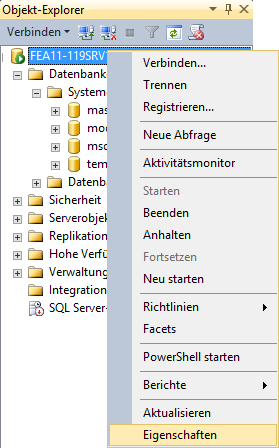 Objekt-Explorer
Verbinden
FEA11-119SRV
Datenbank
System
mas
mod
msd
tem
Datenba
Sicherheit
Serverobjek
Replikation
Hohe Verfü
Verwaltung
Integration
SQL Server-
Verbinden...
Trennen
Registrieren...
Neue Abfrage
Aktivitätsmonitor
Starten
Beenden
Anhalten
Fortsetzen
Neu starten
Richtlinien
Facets
PowerShell starten
Berichte
Aktualisieren
Eigenschaften